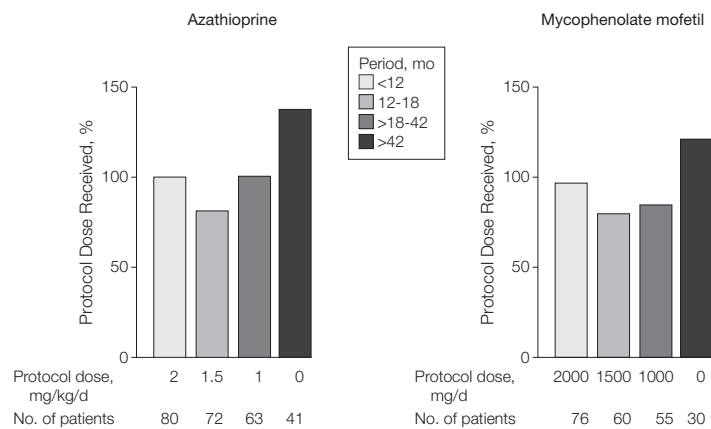 Azathioprine
Mycophenolate mofetil
Period, mo
<12
12-18
>18-42
>42
Protocol Dose Received, %
150
100
50
0
Protocol dose, 2 1.5 1 0
mg/kg/d
No. of patients 80 72 63 41
Protocol Dose Received, %
150
100
50
0
Protocol dose, 2000 1500 1000 0
mg/d
No. of patients 76 60 55 30